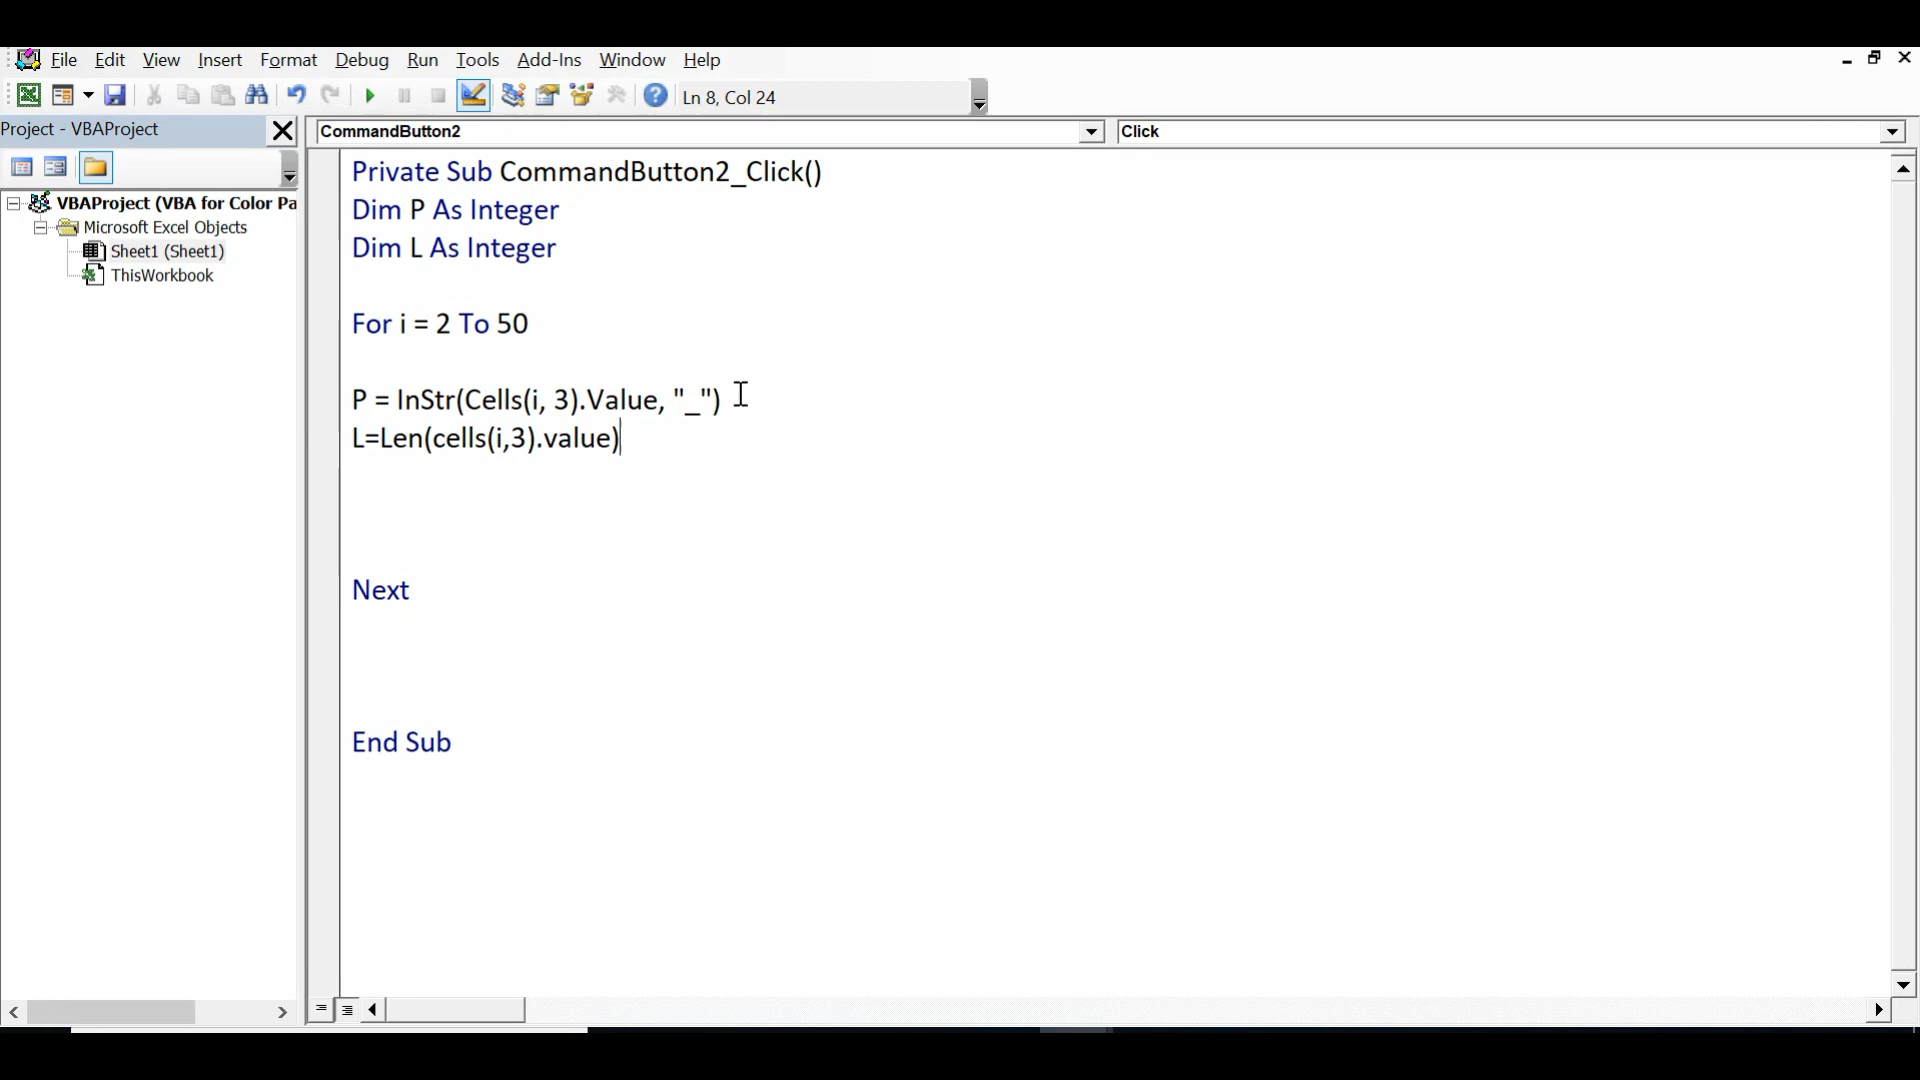 File Edit View Insert Format Debug Run Tools Add-Ins Window Help
Ln 8, Col 24
Project - VBAProject
CommandButton2 Click
VBAProject (VBA for Color Pa
Microsoft Excel Objects
Sheet1 (Sheet1)
ThisWorkbook
Private Sub CommandButton2_Click()
Dim P As Integer
Dim L As Integer
For i = 2 To 50
P = InStr(Cells(i, 3).Value, "_")
L=Len(cells(i,3).value)
Next
End Sub